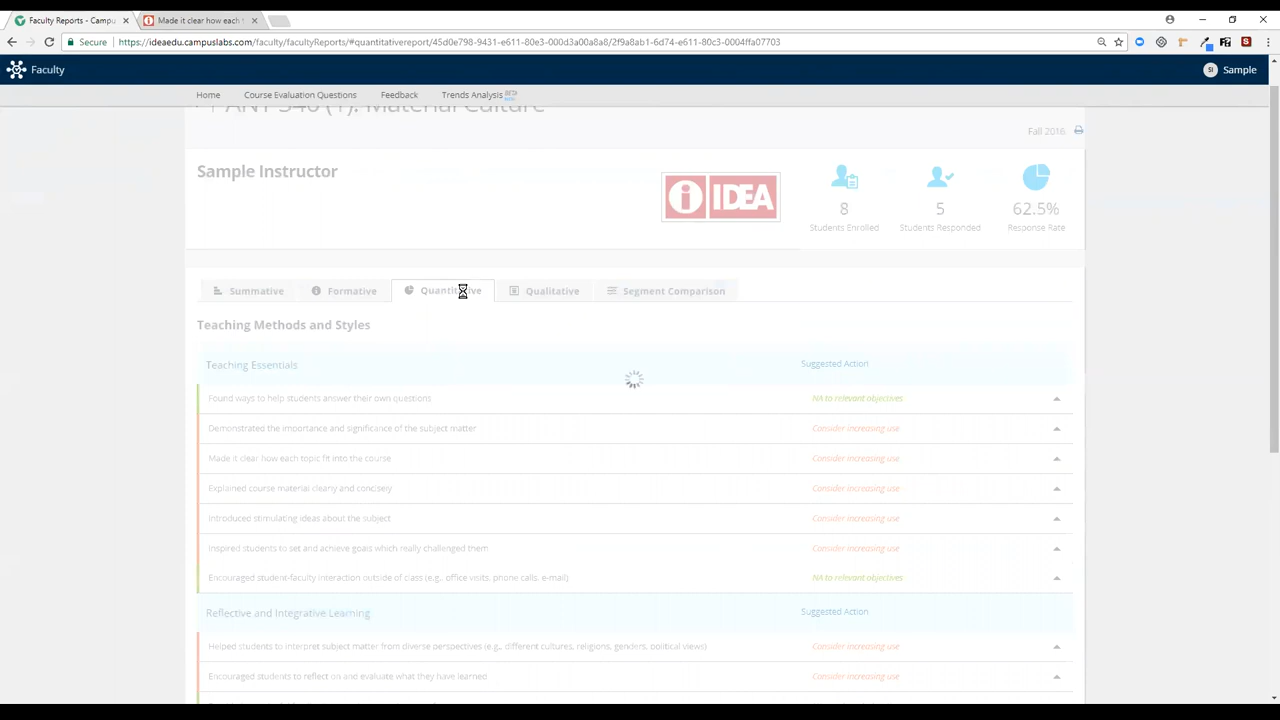 Faculty Reports - Campu
Made it clear how each
Secure
https://ideaedu.campuslabs.com/faculty/facultyReports/#quantitativereport/45d0e798-9431-e611-80e3-000d3a00a8a8/2f9a8ab1-6d74-e611-80c3-0004ffa07703
Faculty
SI Sample
Home Course Evaluation Questions Feedback Trends Analysis BETA
ANT 348 (1): Material Culture
Fall 2016
Sample Instructor
i IDEA
8
Students Enrolled
5
Students Responded
62.5%
Response Rate
Summative Formative Quantitative Qualitative Segment Comparison
Teaching Methods and Styles
Teaching Essentials Suggested Action
Found ways to help students answer their own questions NA to relevant objectives
Demonstrated the importance and significance of the subject matter Consider increasing use
Made it clear how each topic fit into the course Consider increasing use
Explained course material clearly and concisely Consider increasing use
Introduced stimulating ideas about the subject Consider increasing use
Inspired students to set and achieve goals which really challenged them Consider increasing use
Encouraged student-faculty interaction outside of class (e.g., office visits, phone calls, e-mail) NA to relevant objectives
Reflective and Integrative Learning Suggested Action
Helped students to interpret subject matter from diverse perspectives (e.g., different cultures, religions, genders, political views) Consider increasing use
Encouraged students to reflect on and evaluate what they have learned Consider increasing use